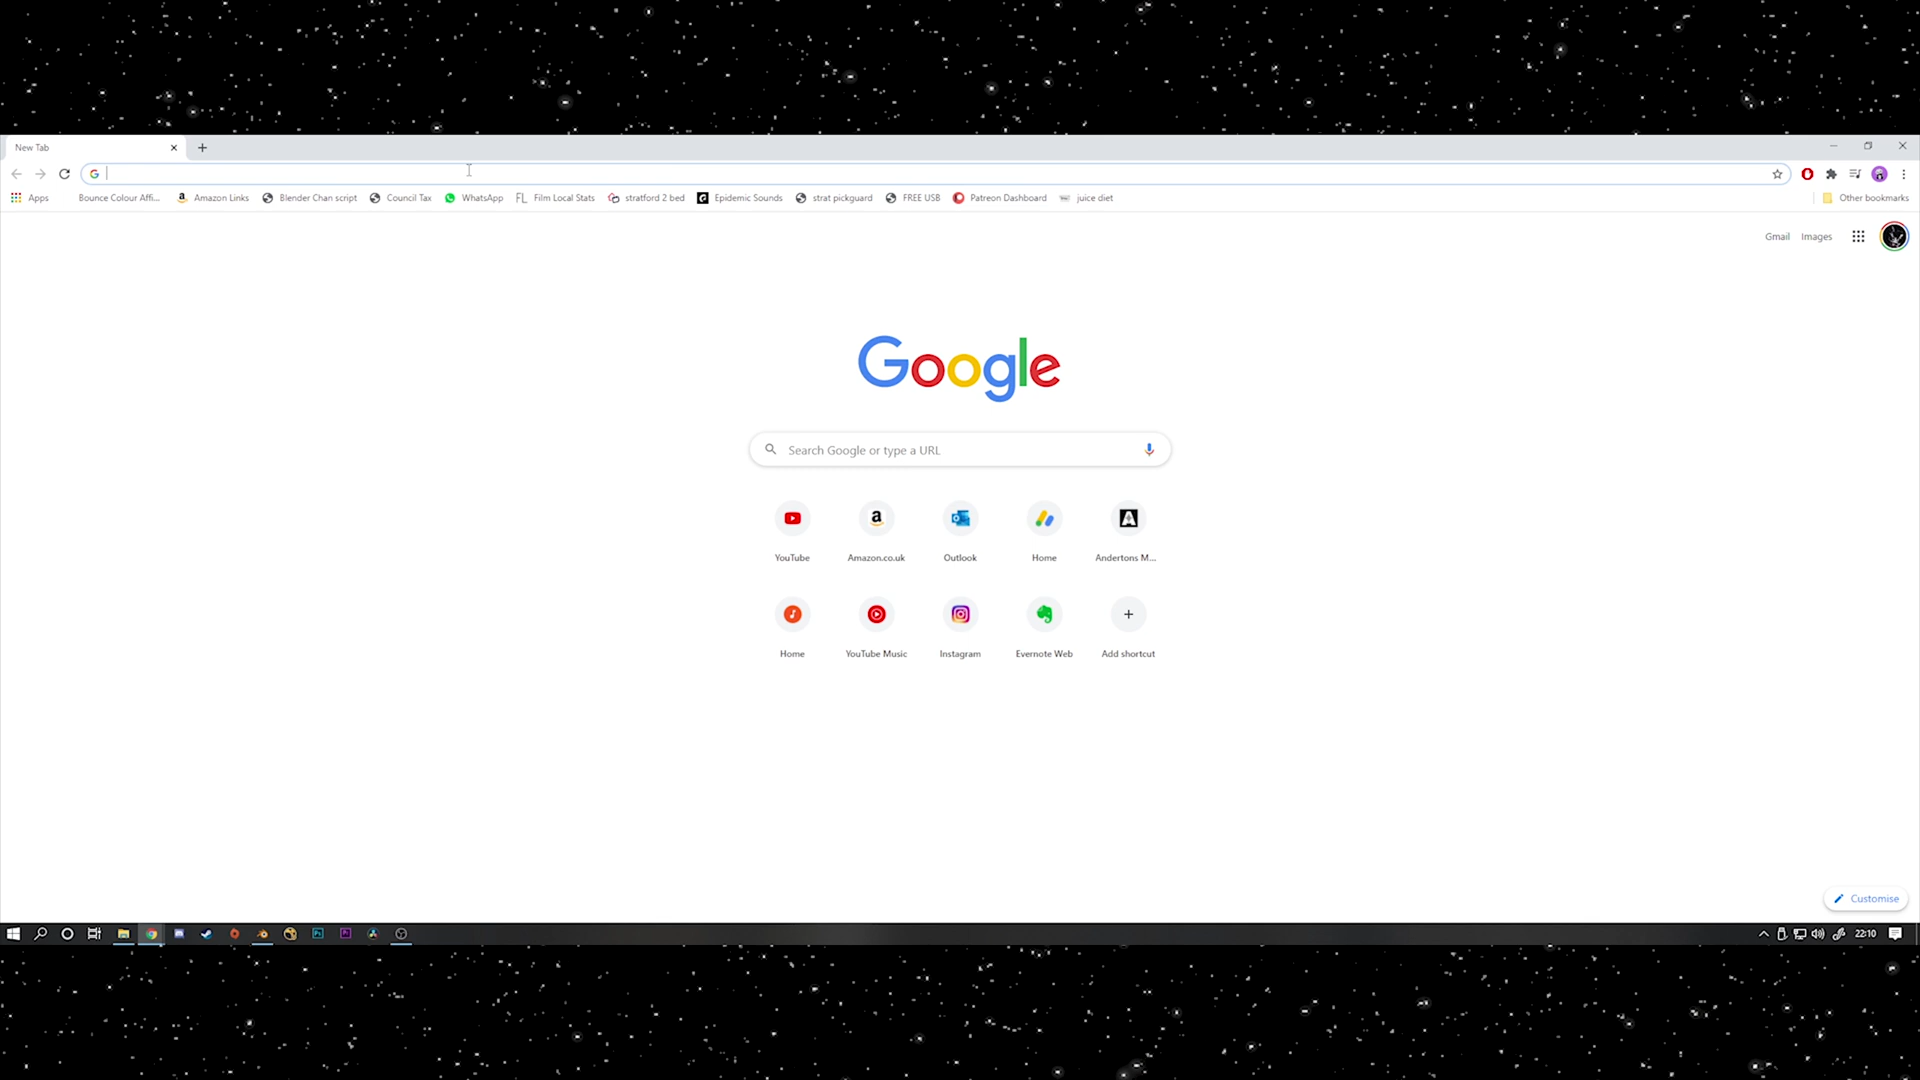 New Tab
Apps Bounce Colour Affi... Amazon Links Blender Chan script Council Tax WhatsApp FL Film Local Stats stratford 2 bed Epidemic Sounds strat pickguard FREE USB Patreon Dashboard juice diet Other bookmarks
Gmail Images
Google
Search Google or type a URL
YouTube Amazon.co.uk Outlook Home Andertons M...
Home YouTube Music Instagram Evernote Web Add shortcut
Customise
22:10